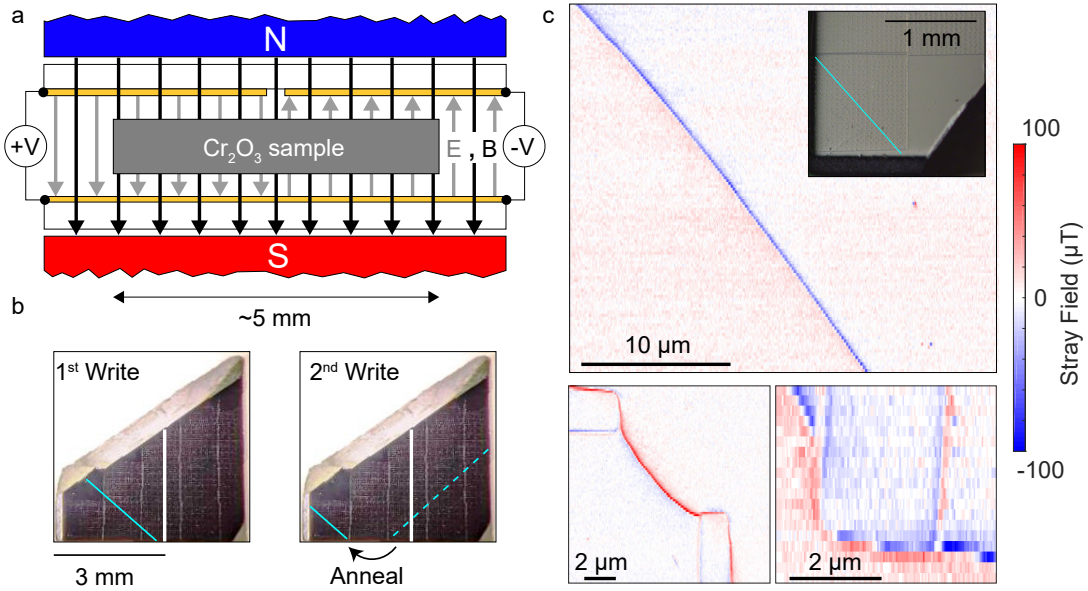 a
N
+V
Cr₂O₃ sample
E , B
-V
S
~5 mm
b
1st Write
2nd Write
Anneal
3 mm
c
1 mm
10 µm
2 µm
2 µm
100
0
-100
Stray Field (µT)